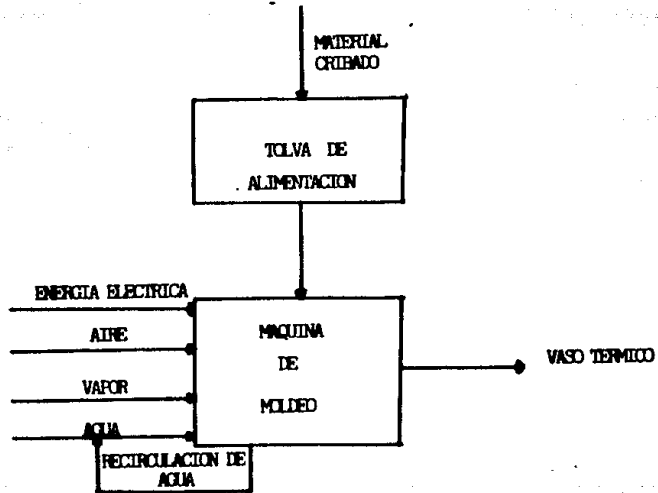 MATERIAL
CRIBADO
TOLVA DE
ALIMENTACION
ENERGIA ELECTRICA
AIRE
VAPOR
AGUA
MAQUINA
DE
MOLDEO
VASO TERMICO
RECIRCULACION DE
AGUA